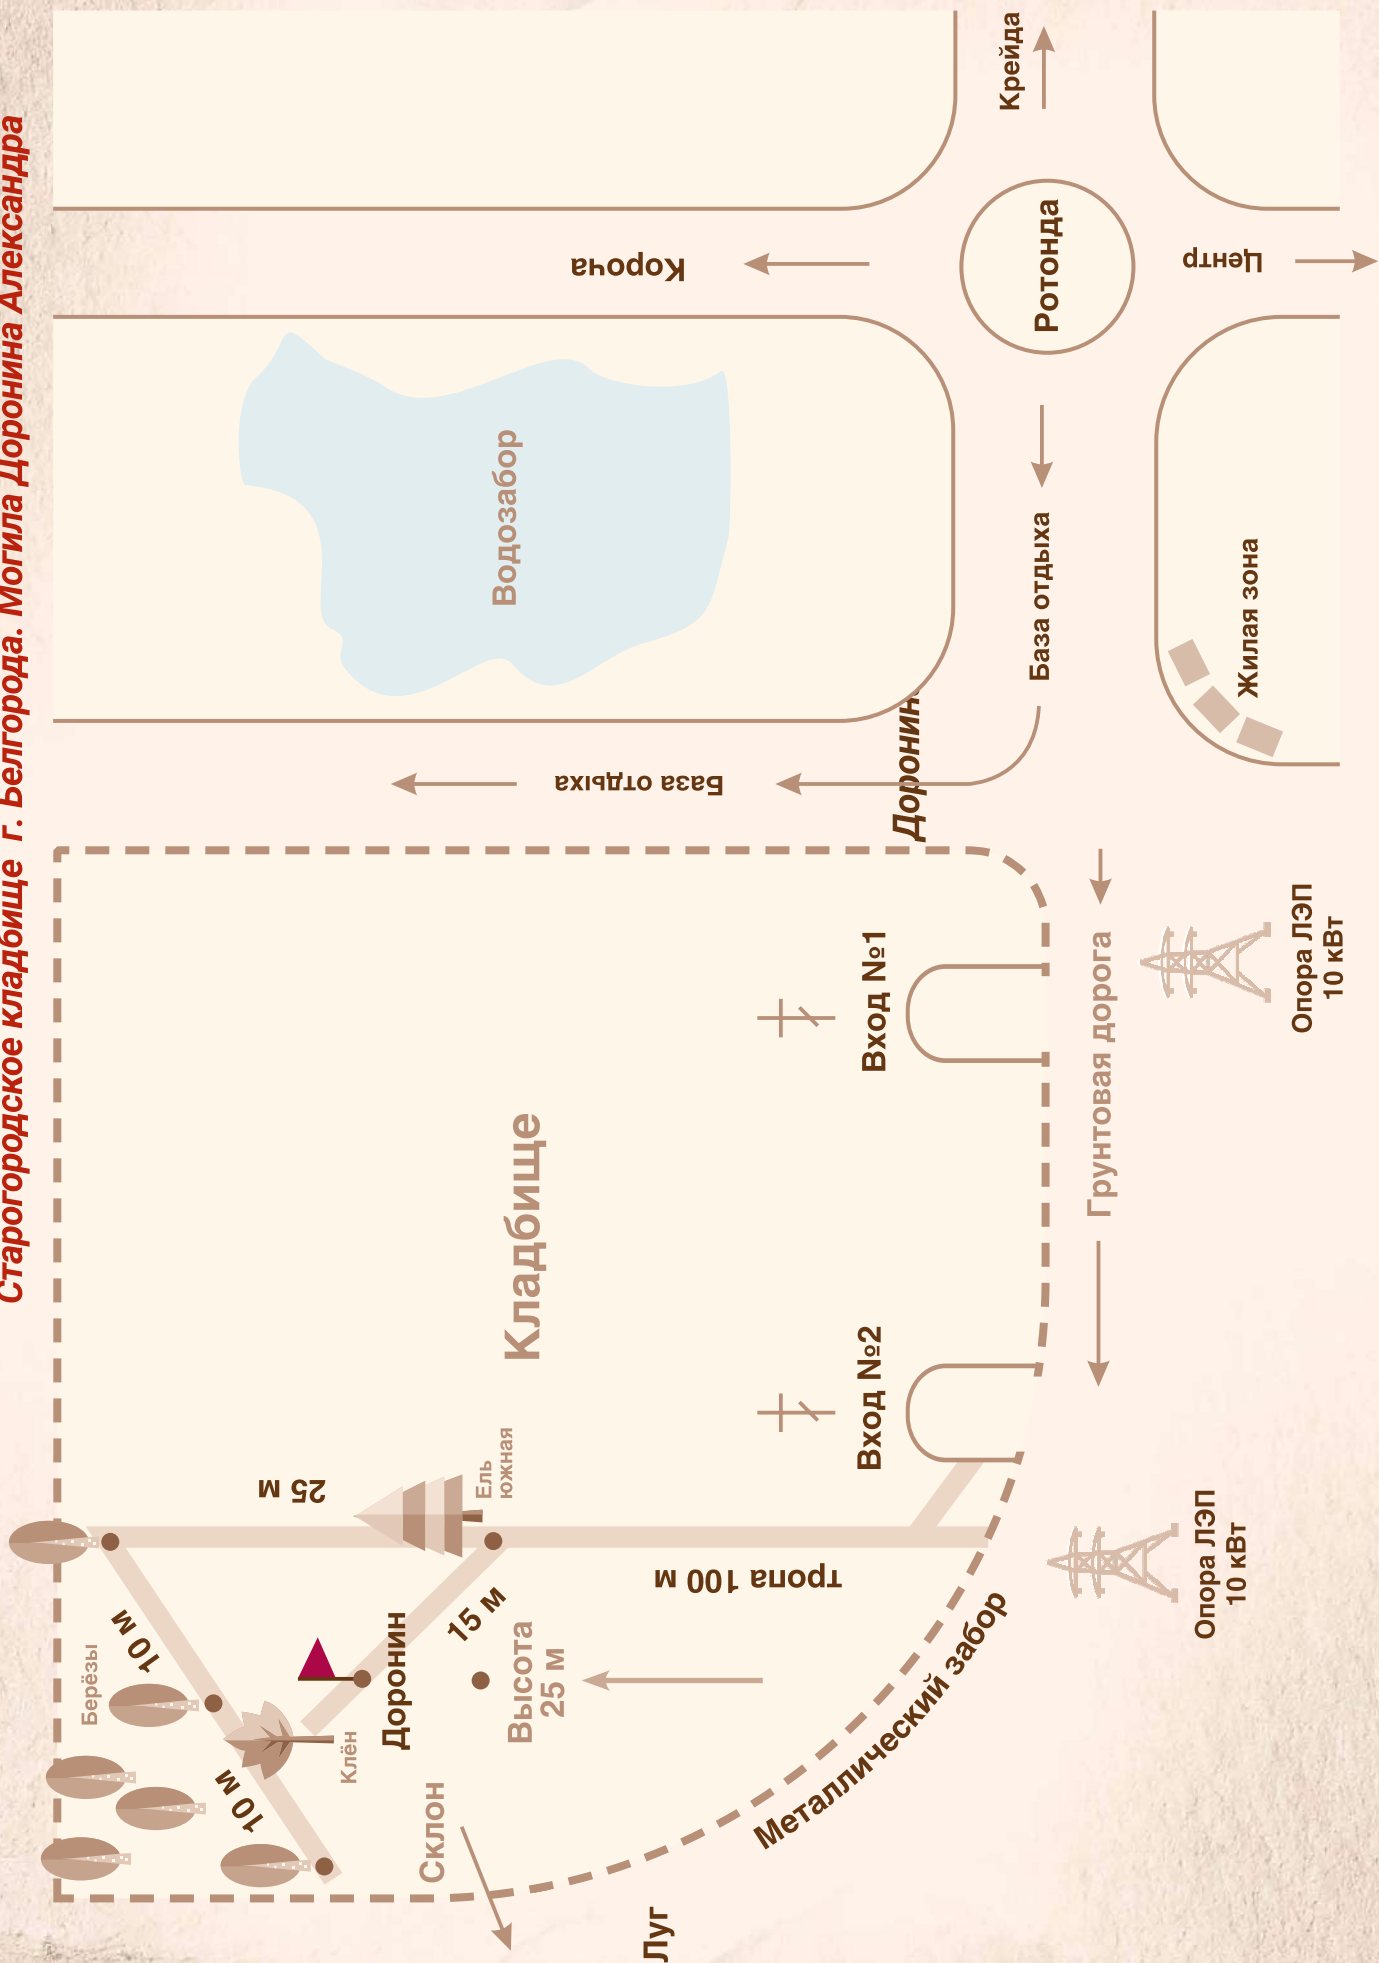 Старогородское кладбище г. Белгорода. Могила Доронина Александра
Берёзы
10 м
10 м
25 м
Клён
Доронин
Склон
15 м
Высота
25 м
Ель
южная
Кладбище
Водозабор
Короча
База отдыха
тропа 100 м
Луг
Металлический забор
Вход №2
Вход №1
Доронин
Крейда
Ротонда
База отдыха
Грунтовая дорога
Центр
Жилая зона
Опора ЛЭП
10 кВт
Опора ЛЭП
10 кВт